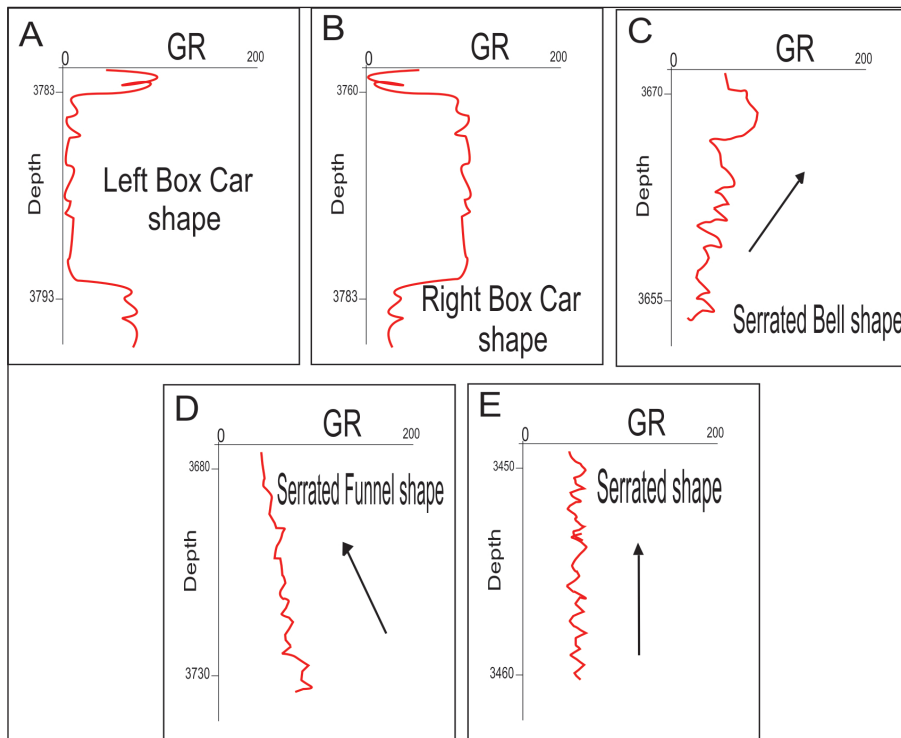 A
GR
0
200
3783
Depth
Left Box Car
shape
3793
B
GR
0
200
3760
Depth
3783
Right Box Car
shape
C
GR
0
200
3670
Depth
3655
Serrated Bell shape
D
GR
0
200
3680
Serrated Funnel shape
Depth
3730
E
GR
0
200
3450
Serrated shape
Depth
3460